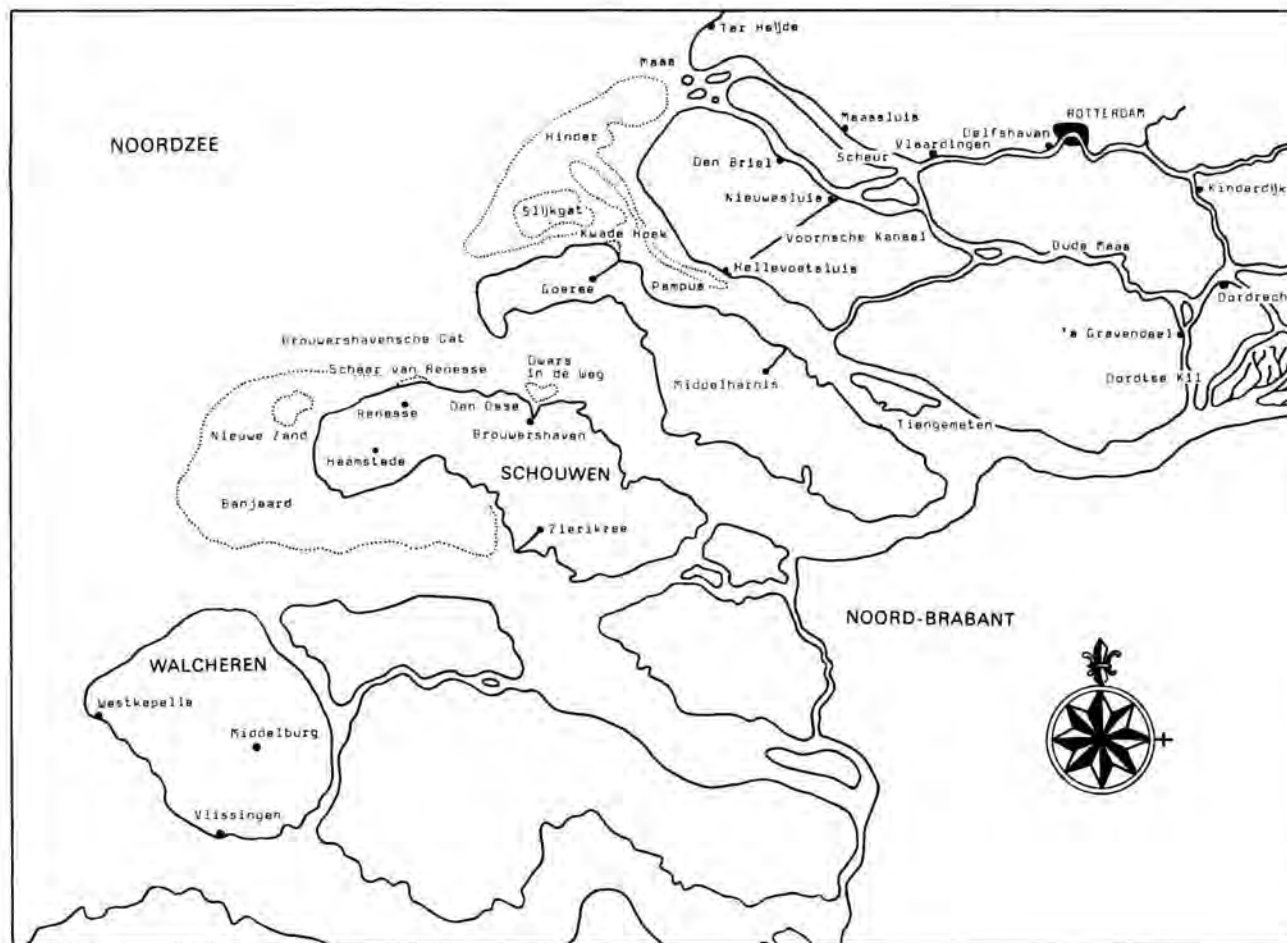 Ter Heijde
Maas
NOORDZEE
Hinder
Maassluis
ROTTERDAM
Delfshaven
Vlaardingen
Den Briel
Scheur
Kinderdijk
Nieuwesluis
Slijkgat
Kwade Hoek
Voornsche Kanaal
Oude Maas
Hellevoetsluis
Goeree
Pampus
Dordrech
's Gravendeel
Brouwershavensche Gat
Schaar van Renesse
Dwars
in de weg
Middelharnis
Dordtse Kil
Renesse
Den Osse
Nieuwe Zand
Brouwershaven
Tiengemeten
Haamstede
SCHOUWEN
Banjaard
Zierikzee
NOORD-BRABANT
WALCHEREN
Westkapelle
Middelburg
Vlissingen